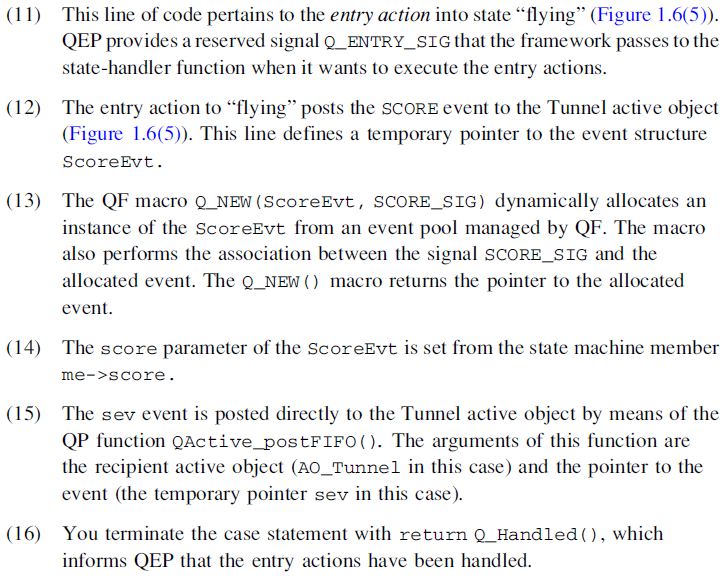 (11) This line of code pertains to the entry action into state “flying” (Figure 1.6(5)).
QEP provides a reserved signal Q_ENTRY_SIG that the framework passes to the
state-handler function when it wants to execute the entry actions.
(12) The entry action to “flying” posts the SCORE event to the Tunnel active object
(Figure 1.6(5)). This line defines a temporary pointer to the event structure
ScoreEvt.
(13) The QF macro Q_NEW(ScoreEvt, SCORE_SIG) dynamically allocates an
instance of the ScoreEvt from an event pool managed by QF. The macro
also performs the association between the signal SCORE_SIG and the
allocated event. The Q_NEW() macro returns the pointer to the allocated
event.
(14) The score parameter of the ScoreEvt is set from the state machine member
me->score.
(15) The sev event is posted directly to the Tunnel active object by means of the
QP function QActive_postFIFO(). The arguments of this function are
the recipient active object (AO_Tunnel in this case) and the pointer to the
event (the temporary pointer sev in this case).
(16) You terminate the case statement with return Q_Handled(), which
informs QEP that the entry actions have been handled.